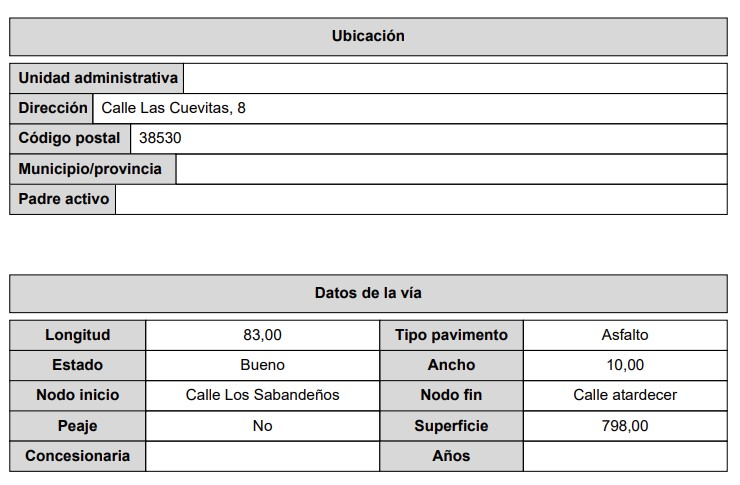 Ubicación
Unidad administrativa
Dirección Calle Las Cuevitas, 8
Código postal 38530
Municipio/provincia
Padre activo
Datos de la vía
Longitud 83,00 Tipo pavimento Asfalto
Estado Bueno Ancho 10,00
Nodo inicio Calle Los Sabandeños Nodo fin Calle atardecer
Peaje No Superficie 798,00
Concesionaria Años